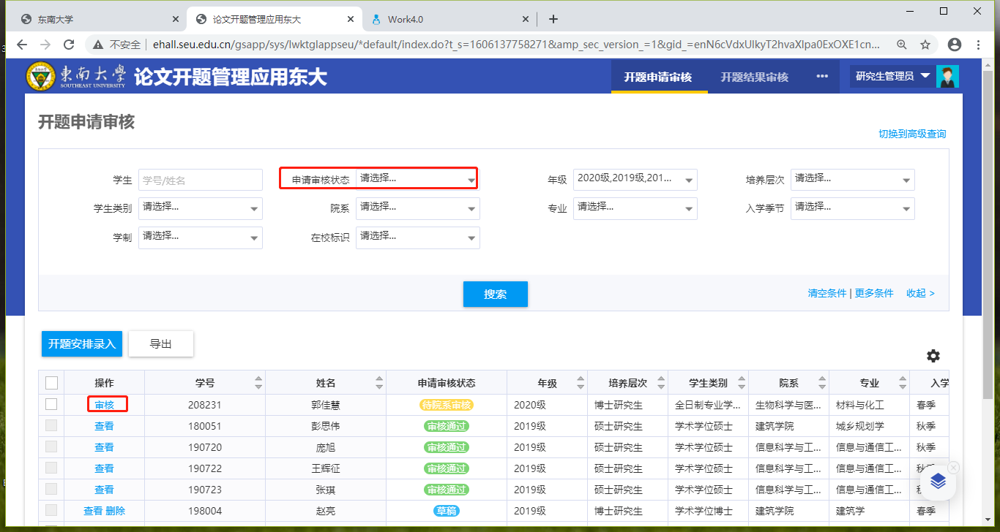 东南大学
论文开题管理应用东大
Work4.0
不安全 | ehall.seu.edu.cn/gsapp/sys/lwktglappseu/*default/index.do?t_s=1606137758271&amp_sec_version_=1&gid_=enN6cVdxUlkyT2hvaXlpa0ExOXE1cn...
東南大學 SOUTHEAST UNIVERSITY 论文开题管理应用东大 开题申请审核 开题结果审核 ••• 研究生管理员
开题申请审核
切换到高级查询
学生 学号/姓名 申请审核状态 请选择... 年级 2020级,2019级,201... 培养层次 请选择...
学生类别 请选择... 院系 请选择... 专业 请选择... 入学季节 请选择...
学制 请选择... 在校标识 请选择...
搜索 清空条件 | 更多条件 收起 >
开题安排录入 导出
操作 学号 姓名 申请审核状态 年级 培养层次 学生类别 院系 专业 入学
审核 208231 郭佳慧 待院系审核 2020级 博士研究生 全日制专业学... 生物科学与医... 材料与化工 春季
查看 180051 彭思伟 审核通过 2019级 硕士研究生 学术学位硕士 建筑学院 城乡规划学 秋季
查看 190720 庞旭 审核通过 2019级 硕士研究生 学术学位硕士 信息科学与工... 信息与通信工... 秋季
查看 190722 王辉征 审核通过 2019级 硕士研究生 学术学位硕士 信息科学与工... 信息与通信工...
查看 190723 张琪 审核通过 2019级 硕士研究生 学术学位硕士 信息科学与工... 信息与通信工...
查看 删除 198004 赵亮 草稿 2019级 博士研究生 学术学位博士 建筑学院 建筑学 春季